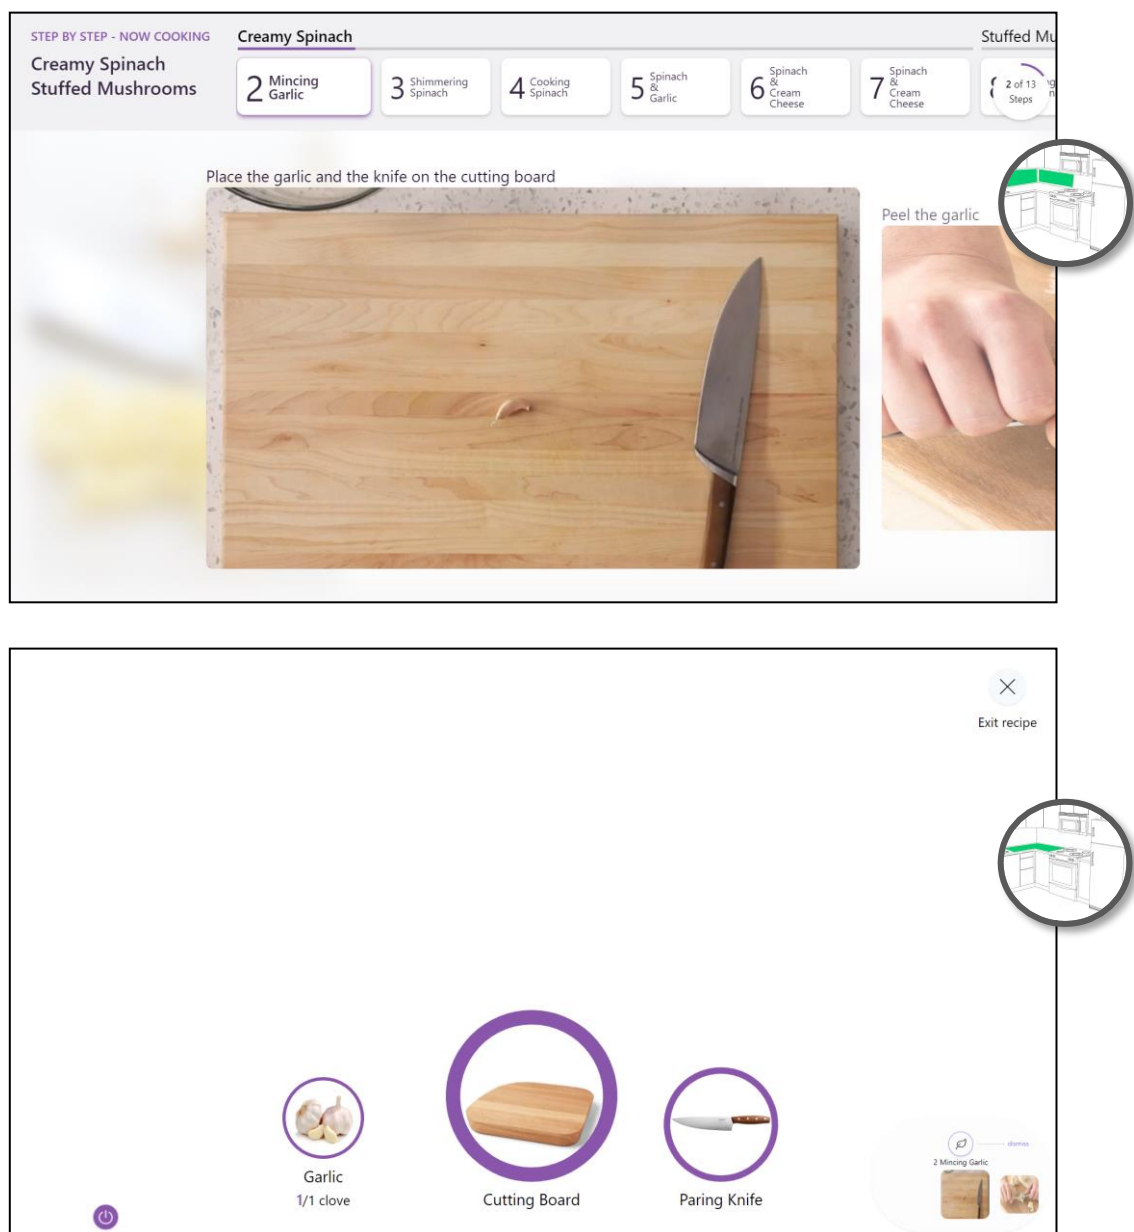 STEP BY STEP - NOW COOKING
Creamy Spinach
Stuffed Mushrooms
Creamy Spinach
Stuffed Mu
2 Mincing
Garlic
3 Shimmering
Spinach
4 Cooking
Spinach
5 Spinach
&
Garlic
6 Spinach
&
Cream
Cheese
7 Spinach
&
Cream
Cheese
2 of 13
Steps
Place the garlic and the knife on the cutting board
Peel the garlic
Exit recipe
Garlic
1/1 clove
Cutting Board
Paring Knife
dismiss
2 Mincing Garlic